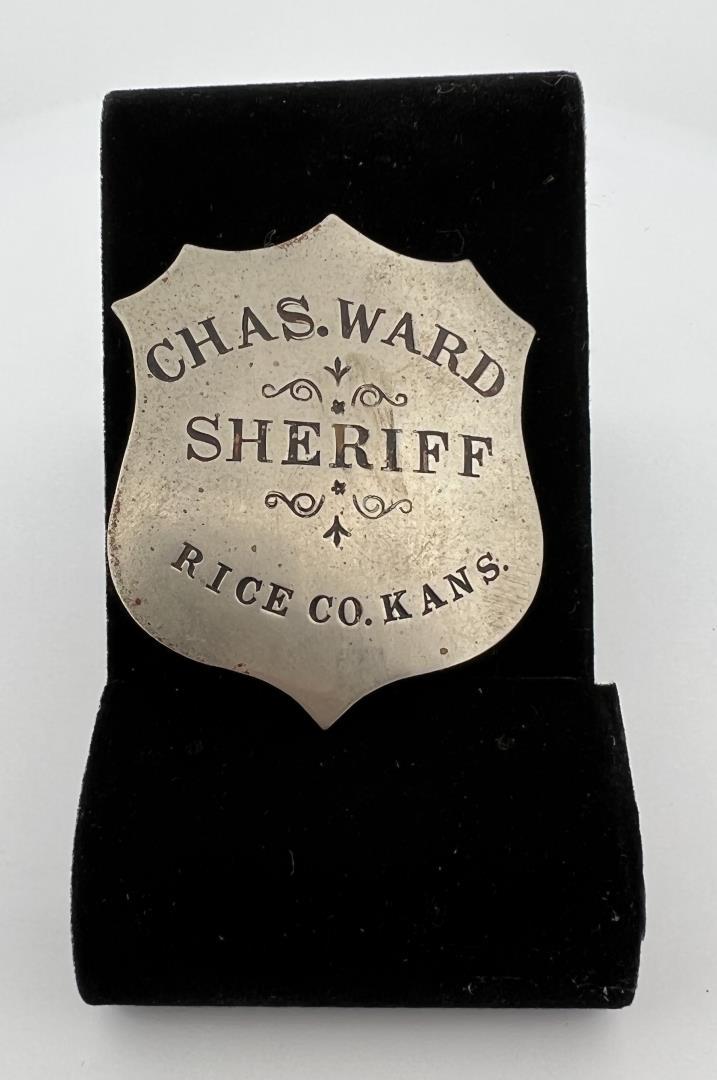 CHAS. WARD
SHERIFF
RICE CO. KANS.